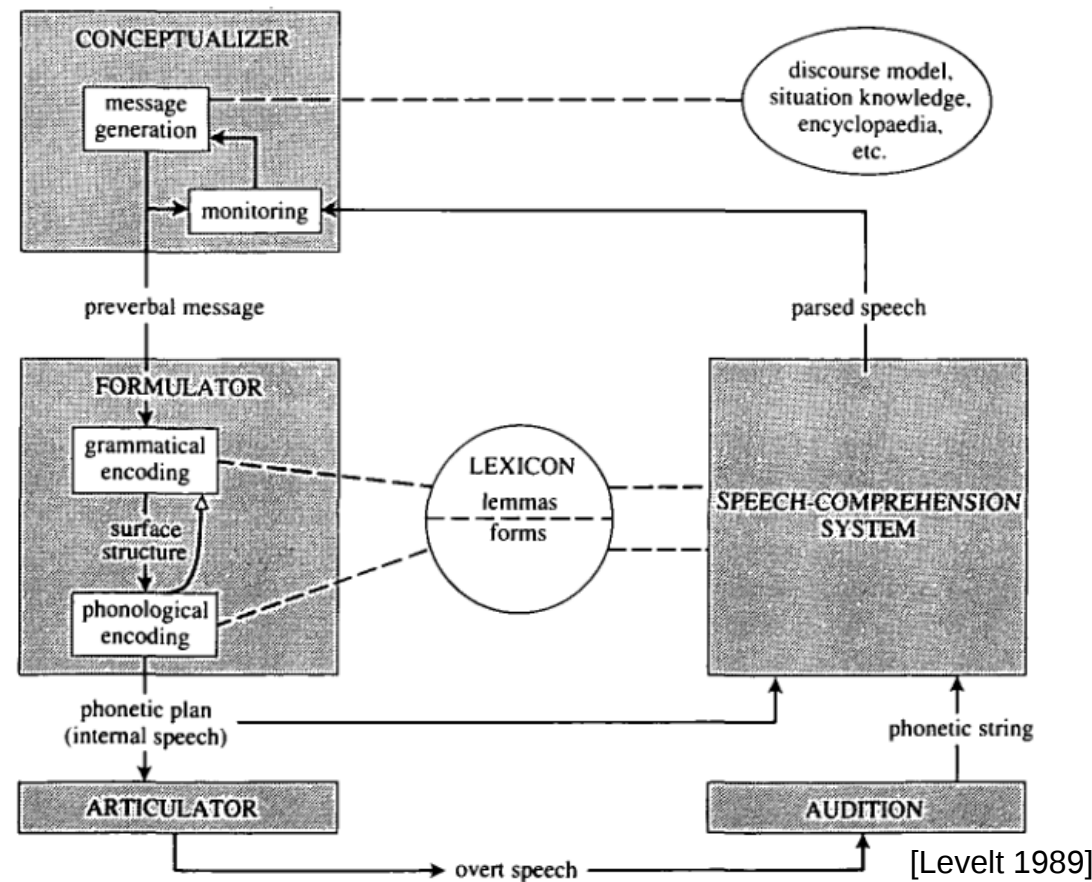 CONCEPTUALIZER
message
generation
monitoring
discourse model,
situation knowledge,
encyclopaedia,
etc.
preverbal message
parsed speech
FORMULATOR
grammatical
encoding
surface
structure
phonological
encoding
LEXICON
lemmas
forms
SPEECH-COMPREHENSION
SYSTEM
phonetic plan
(internal speech)
phonetic string
ARTICULATOR
AUDITION
overt speech
[Levelt 1989]